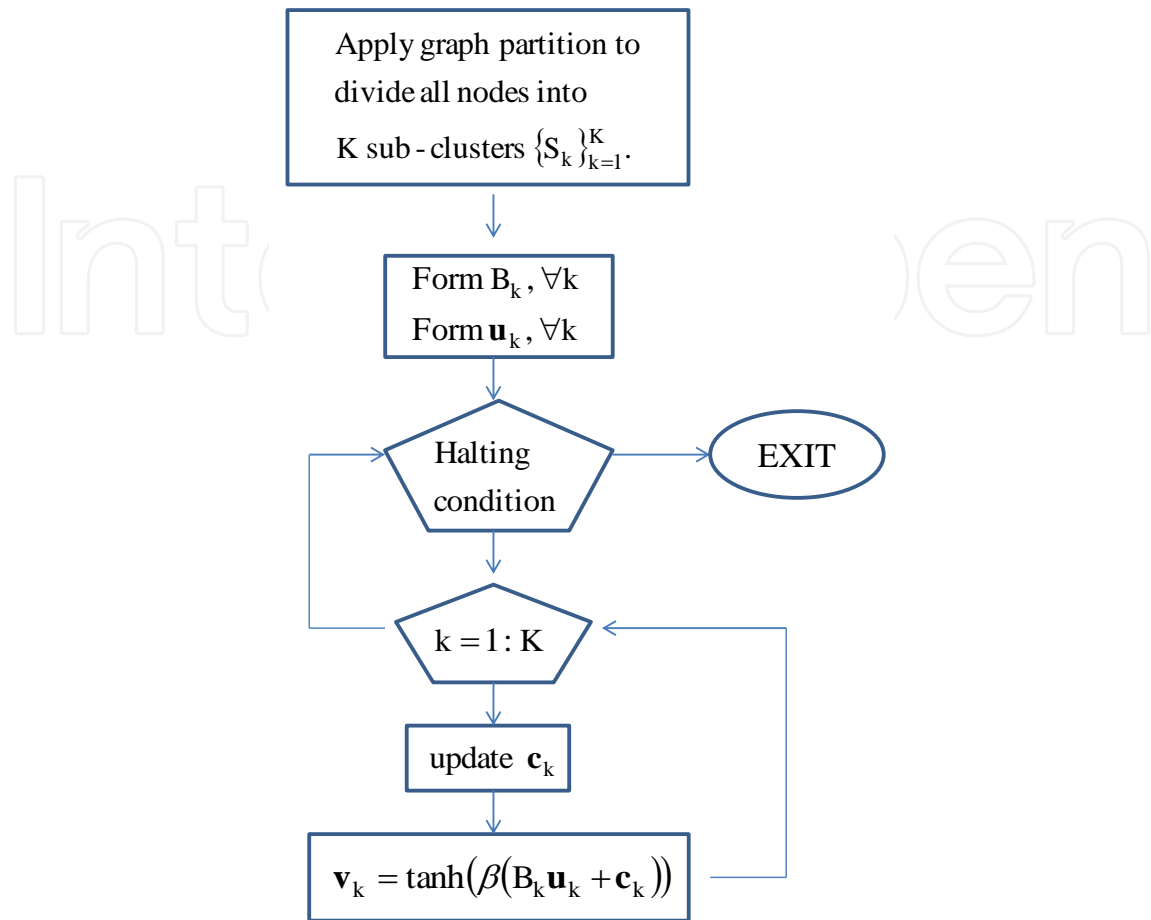 Apply graph partition to
divide all nodes into
K sub-clusters {S_k}_{k=1}^K.
Form B_k, ∀k
Form u_k, ∀k
Halting
condition
EXIT
k = 1 : K
update c_k
v_k = tanh(β(B_k u_k + c_k))